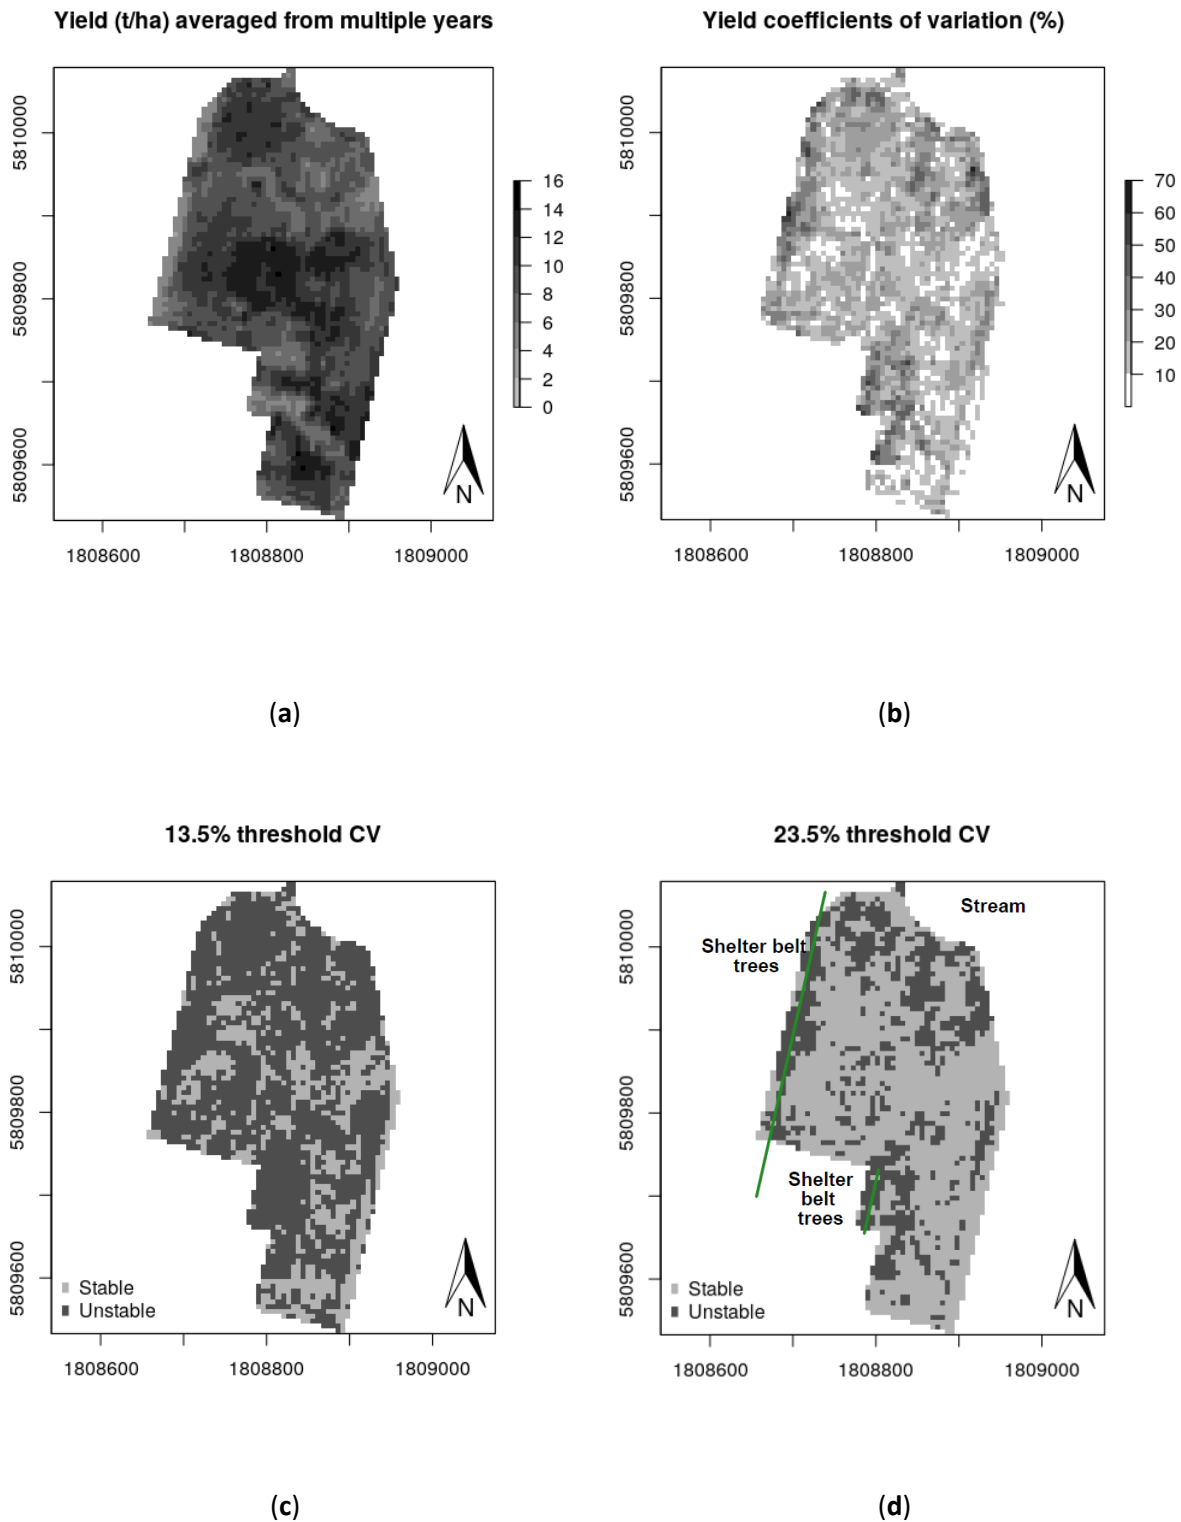 Yield (t/ha) averaged from multiple years
5810000
5809800
5809600
16
14
12
10
8
6
4
2
0
N
1808600 1808800 1809000
(a)
Yield coefficients of variation (%)
5810000
5809800
5809600
70
60
50
40
30
20
10
N
1808600 1808800 1809000
(b)
13.5% threshold CV
5810000
5809800
5809600
Stable
Unstable
N
1808600 1808800 1809000
(c)
23.5% threshold CV
5810000
5809800
5809600
Stream
Shelter belt
trees
Shelter
belt
trees
Stable
Unstable
N
1808600 1808800 1809000
(d)